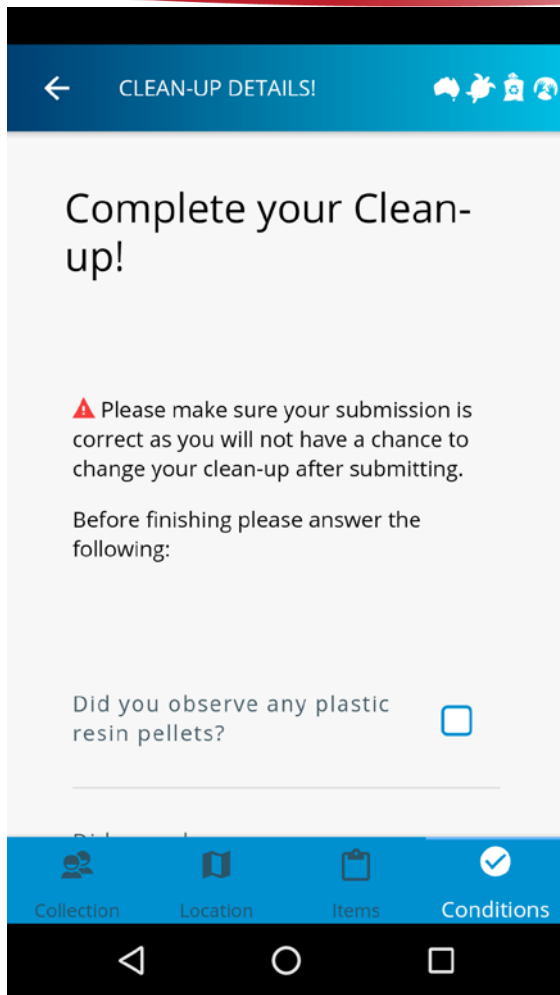 CLEAN-UP DETAILS!
Complete your Clean-
up!
Please make sure your submission is
correct as you will not have a chance to
change your clean-up after submitting.
Before finishing please answer the
following:
Did you observe any plastic
resin pellets?
Collection
Location
Items
Conditions